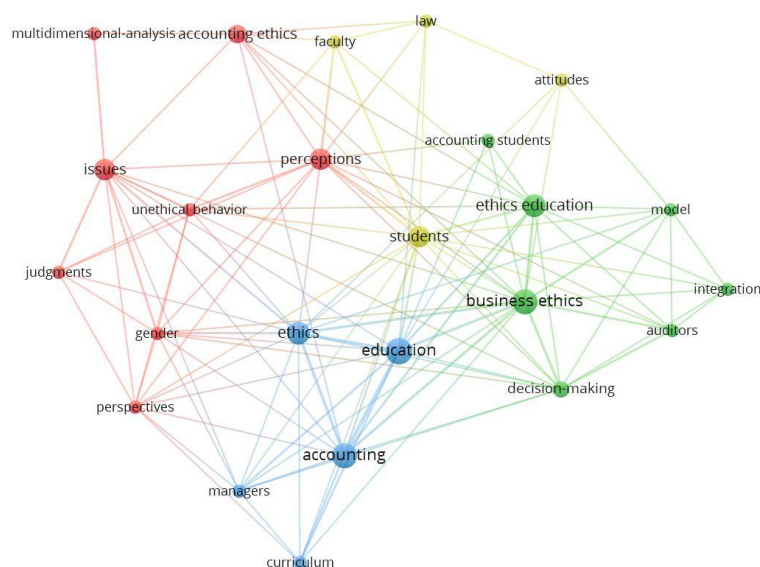 law
multidimensional-analysis
accounting ethics
faculty
attitudes
accounting students
perceptions
issues
ethics education
unethical-behavior
model
students
judgments
integration
business ethics
gender
ethics
auditors
education
decision-making
perspectives
accounting
managers
curriculum